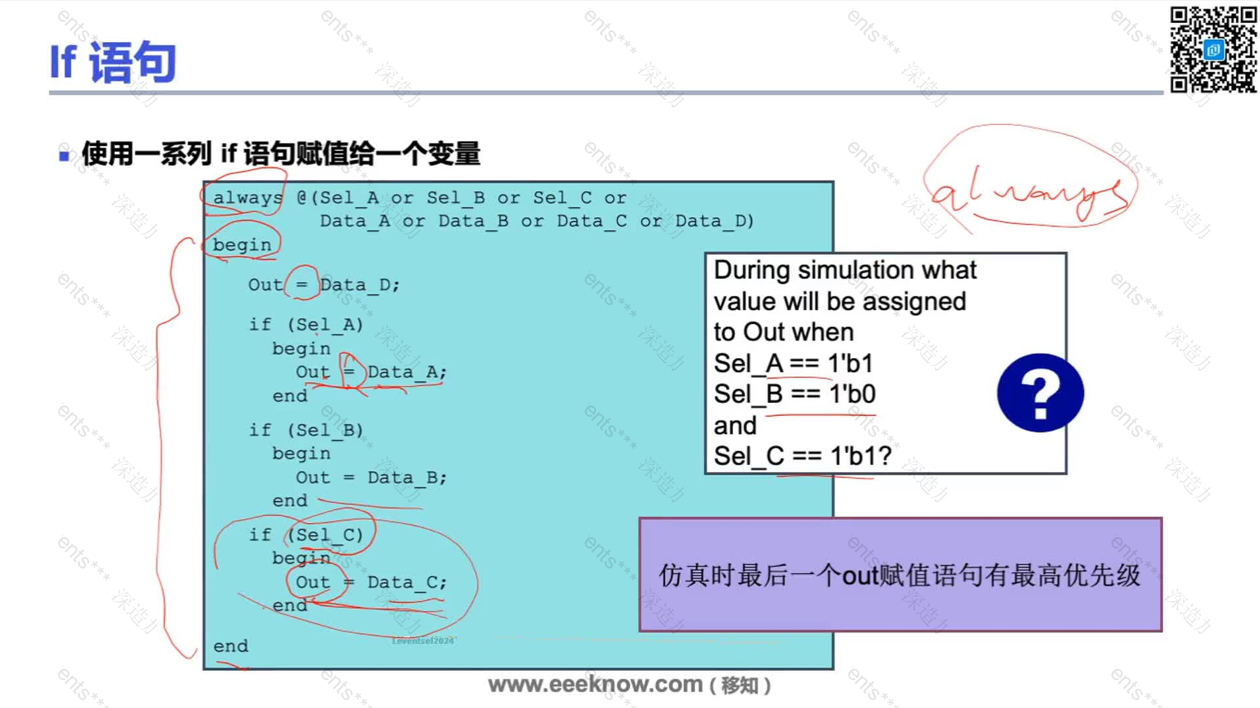 If 语句
使用一系列 if 语句赋值给一个变量
always
always @(Sel_A or Sel_B or Sel_C or
Data_A or Data_B or Data_C or Data_D)
begin
Out = Data_D;
if (Sel_A)
begin
Out = Data_A;
end
if (Sel_B)
begin
Out = Data_B;
end
if (Sel_C)
begin
Out = Data_C;
end
end
During simulation what
value will be assigned
to Out when
Sel_A == 1'b1
Sel_B == 1'b0
and
Sel_C == 1'b1?
?
仿真时最后一个out赋值语句有最高优先级
www.eeeknow.com ( 移知 )
ents***
深造力